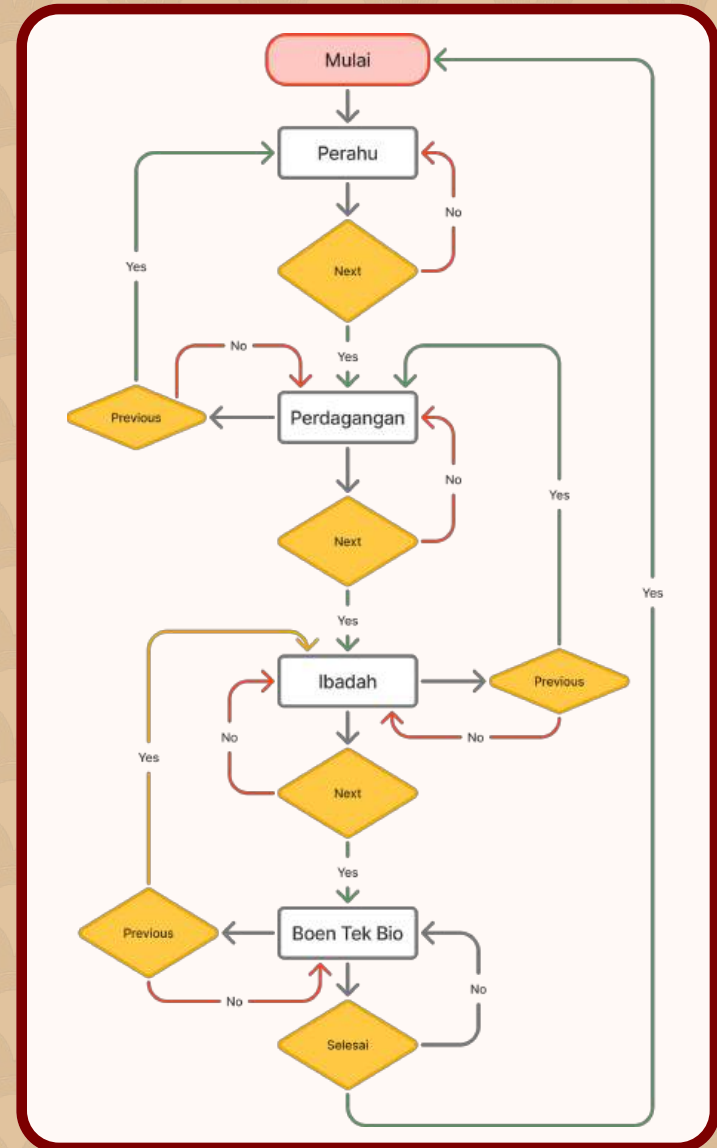 Mulai
Perahu
No
Next
Yes
Yes
No
Previous
Perdagangan
No
Next
Yes
Yes
Yes
Ibadah
Previous
No
No
Next
Yes
Yes
Previous
Boen Tek Bio
No
No
Selesai